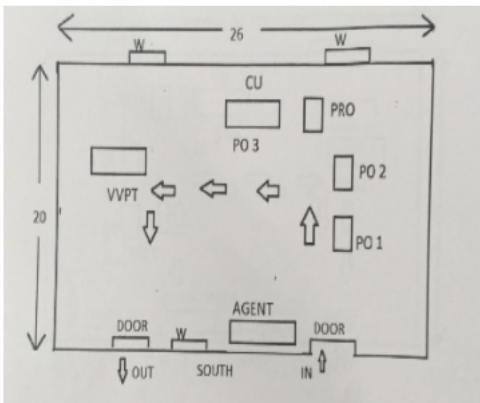 26
W
W
CU
PRO
PO 3
PO 2
VVPT
20
PO 1
AGENT
DOOR
DOOR
W
OUT
SOUTH
IN